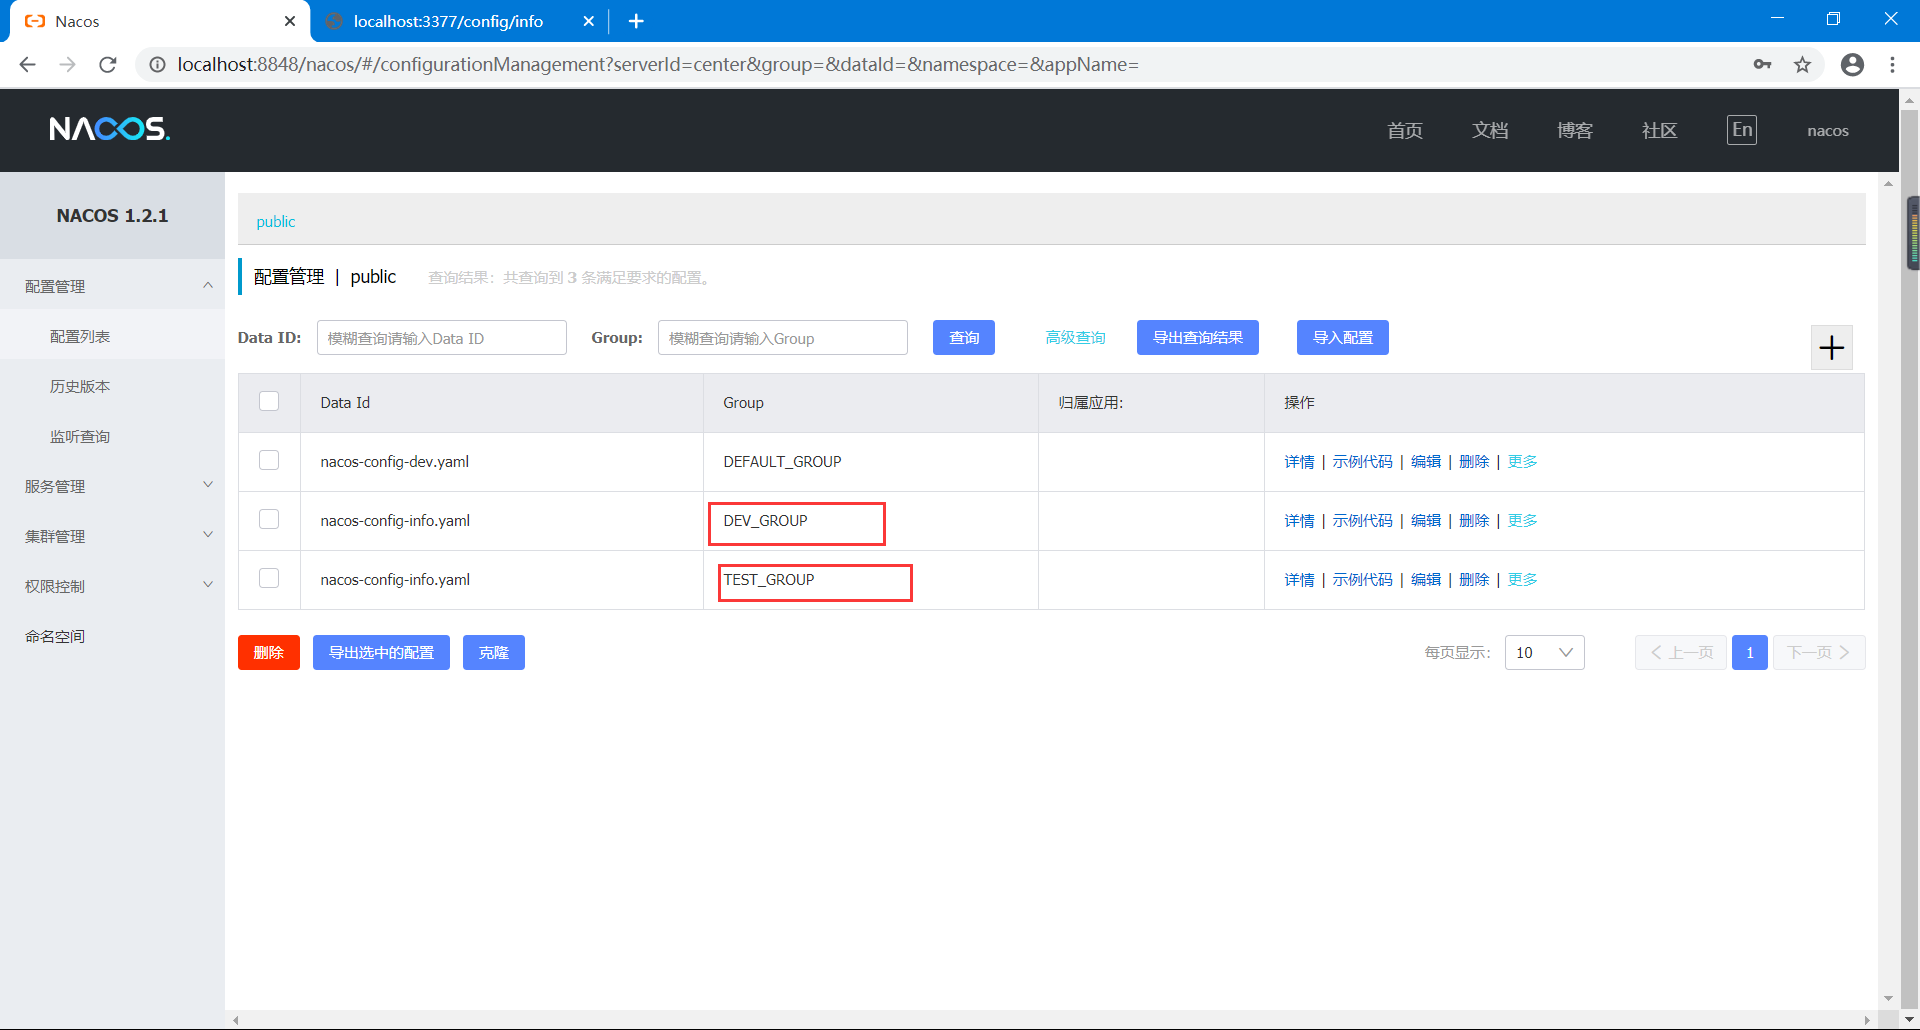 Nacos
localhost:3377/config/info
localhost:8848/nacos/#/configurationManagement?serverId=center&group=&dataId=&namespace=&appName=
NACOS.
首页 文档 博客 社区 En nacos
NACOS 1.2.1
配置管理
配置列表
历史版本
监听查询
服务管理
集群管理
权限控制
命名空间
public
配置管理 | public 查询结果：共查询到 3 条满足要求的配置。
Data ID: 模糊查询请输入Data ID Group: 模糊查询请输入Group 查询 高级查询 导出查询结果 导入配置
Data Id Group 归属应用: 操作
nacos-config-dev.yaml DEFAULT_GROUP 详情 | 示例代码 | 编辑 | 删除 | 更多
nacos-config-info.yaml DEV_GROUP 详情 | 示例代码 | 编辑 | 删除 | 更多
nacos-config-info.yaml TEST_GROUP 详情 | 示例代码 | 编辑 | 删除 | 更多
删除 导出选中的配置 克隆 每页显示: 10 上一页 1 下一页